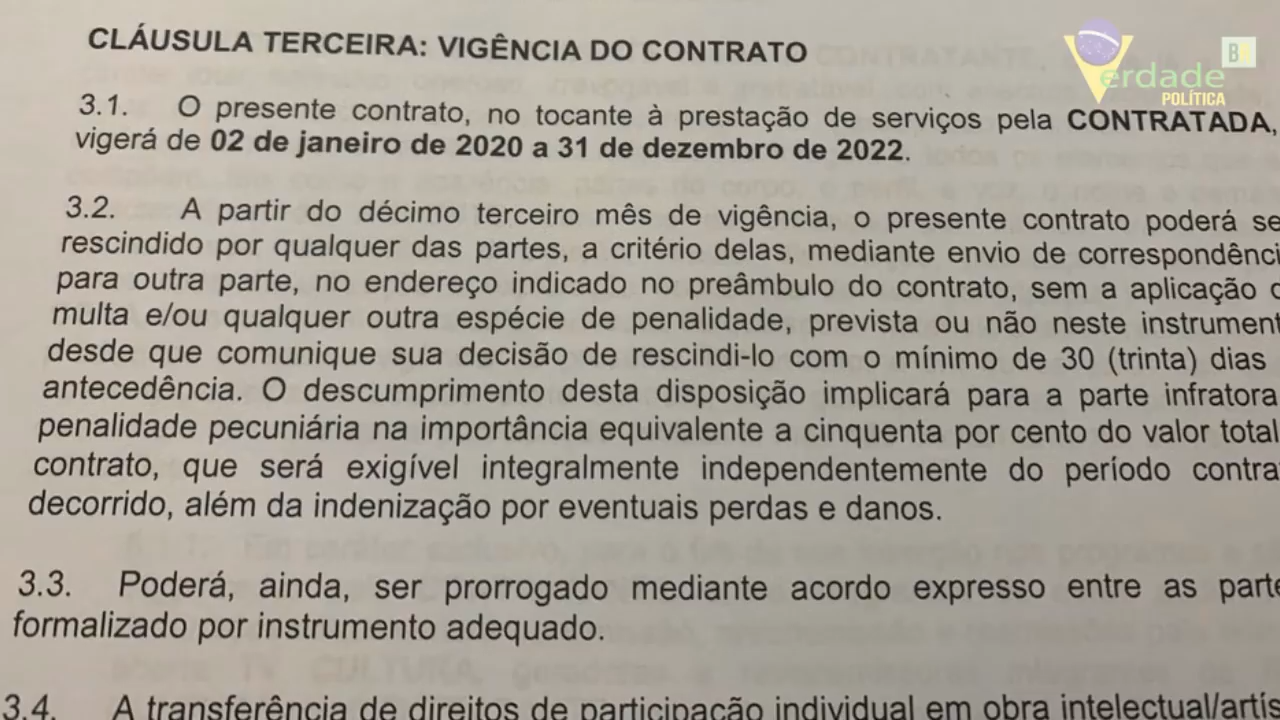 CLÁUSULA TERCEIRA: VIGÊNCIA DO CONTRATO
erdade
POLÍTICA
B
3.1. O presente contrato, no tocante à prestação de serviços pela CONTRATADA,
vigerá de 02 de janeiro de 2020 a 31 de dezembro de 2022.
3.2. A partir do décimo terceiro mês de vigência, o presente contrato poderá se
rescindido por qualquer das partes, a critério delas, mediante envio de correspondênci
para outra parte, no endereço indicado no preâmbulo do contrato, sem a aplicação d
multa e/ou qualquer outra espécie de penalidade, prevista ou não neste instrument
desde que comunique sua decisão de rescindi-lo com o mínimo de 30 (trinta) dias
antecedência. O descumprimento desta disposição implicará para a parte infratora
penalidade pecuniária na importância equivalente a cinquenta por cento do valor total
contrato, que será exigível integralmente independentemente do período contra
decorrido, além da indenização por eventuais perdas e danos.
3.3. Poderá, ainda, ser prorrogado mediante acordo expresso entre as parte
formalizado por instrumento adequado.
3.4. A transferência de direitos de participação individual em obra intelectual/artís